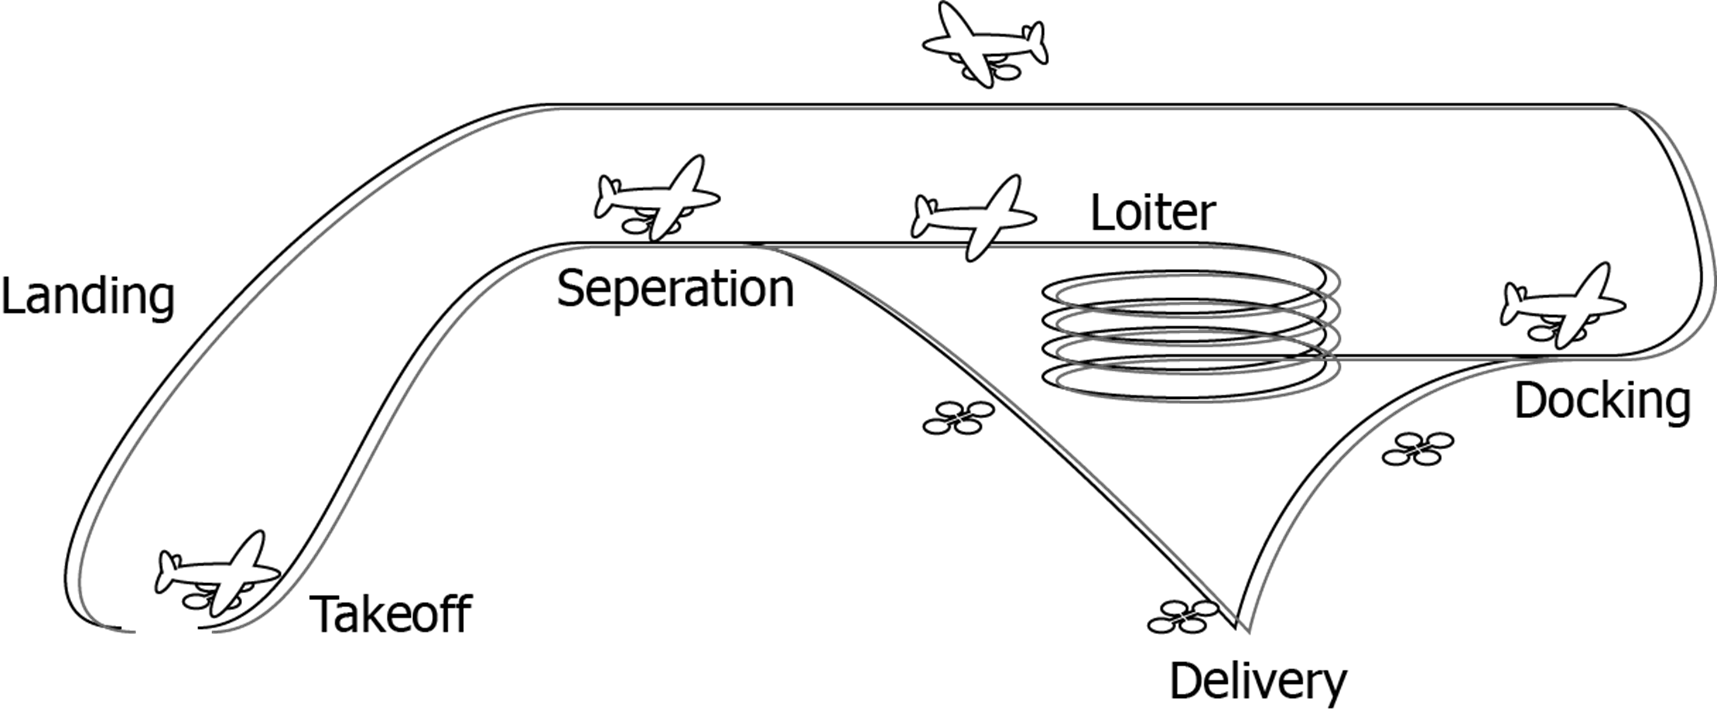 Loiter
Landing
Seperation
Docking
Takeoff
Delivery